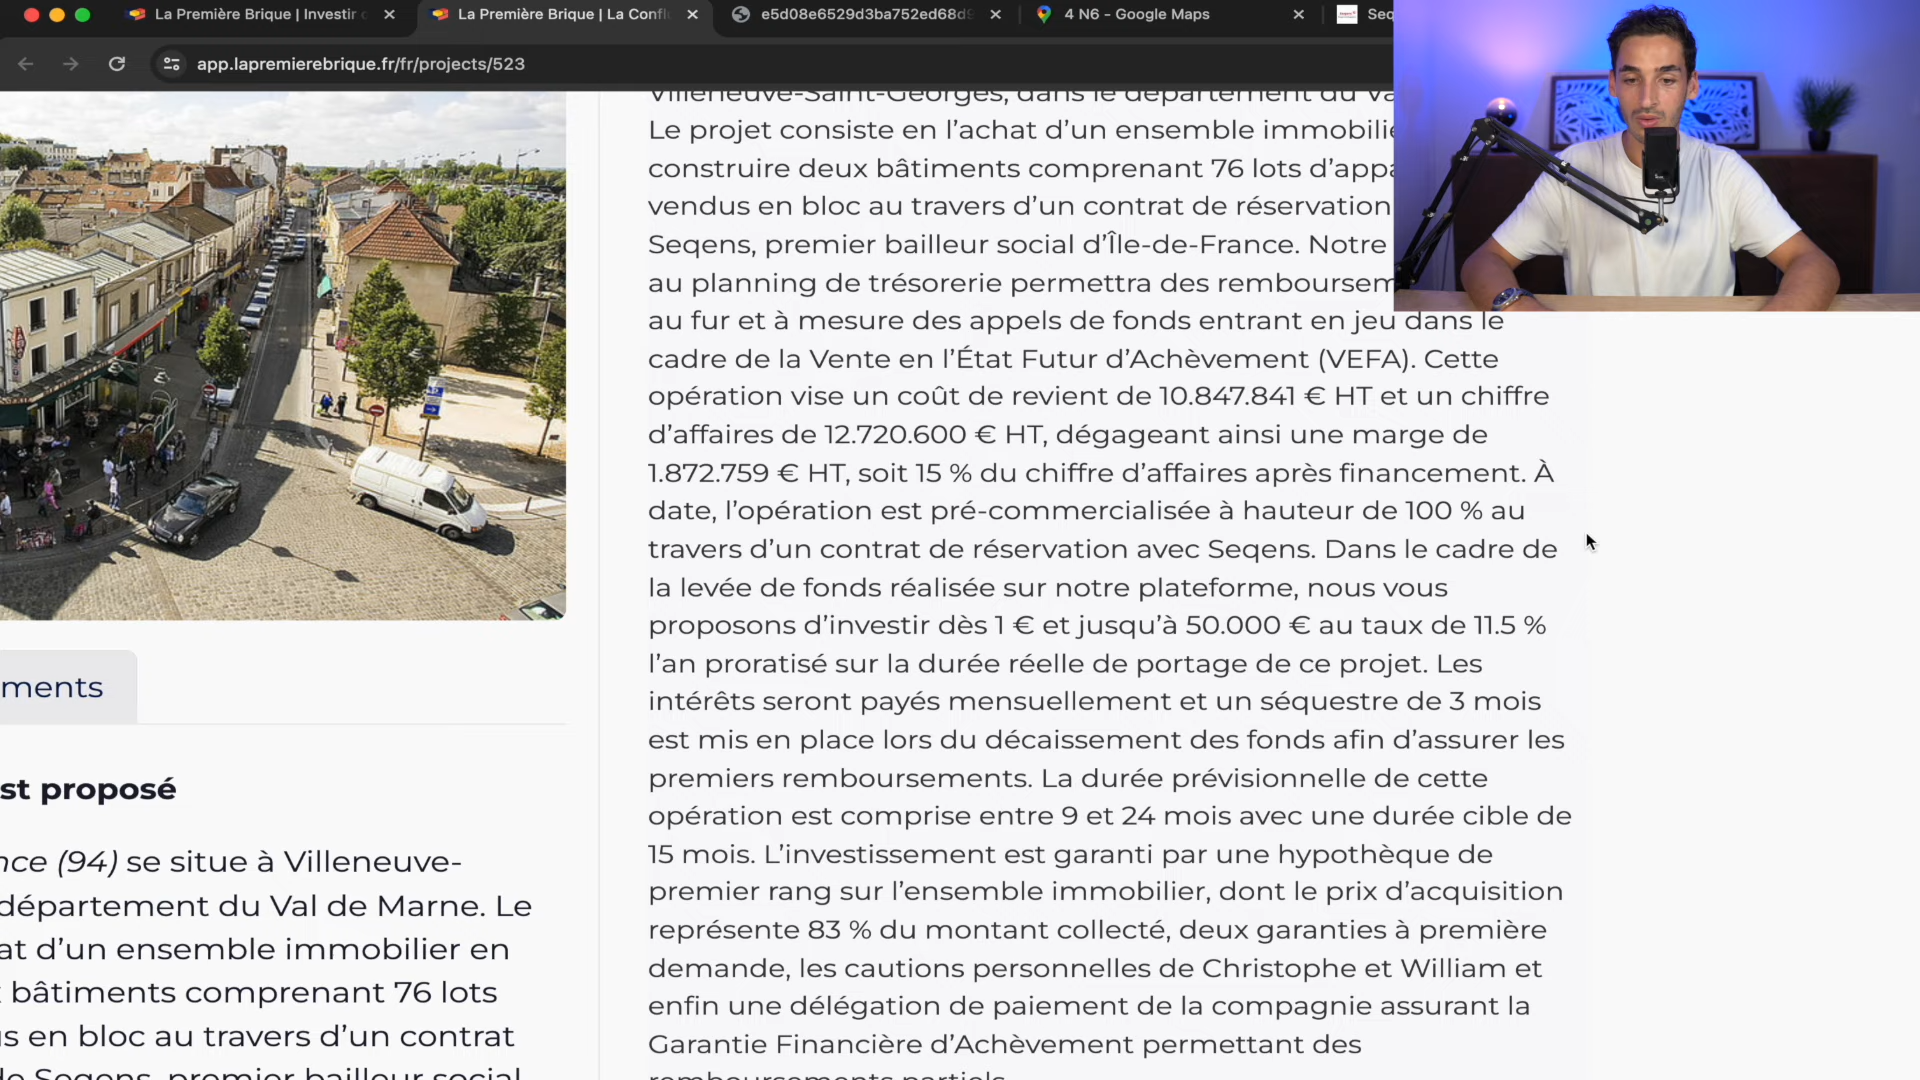 La Première Brique | Investir
La Première Brique | La Confl
e5d08e6529d3ba752ed68d
4 N6 - Google Maps
Seq
app.lapremierebrique.fr/fr/projects/523
Villeneuve-Saint-Georges, dans le département du Va
Le projet consiste en l'achat d'un ensemble immobilie
construire deux bâtiments comprenant 76 lots d'appa
vendus en bloc au travers d'un contrat de réservation
Seqens, premier bailleur social d'Île-de-France. Notre
au planning de trésorerie permettra des remboursem
au fur et à mesure des appels de fonds entrant en jeu dans le
cadre de la Vente en l'État Futur d'Achèvement (VEFA). Cette
opération vise un coût de revient de 10.847.841 € HT et un chiffre
d'affaires de 12.720.600 € HT, dégageant ainsi une marge de
1.872.759 € HT, soit 15 % du chiffre d'affaires après financement. À
date, l'opération est pré-commercialisée à hauteur de 100 % au
travers d'un contrat de réservation avec Seqens. Dans le cadre de
la levée de fonds réalisée sur notre plateforme, nous vous
proposons d'investir dès 1 € et jusqu'à 50.000 € au taux de 11.5 %
l'an proratisé sur la durée réelle de portage de ce projet. Les
intérêts seront payés mensuellement et un séquestre de 3 mois
est mis en place lors du décaissement des fonds afin d'assurer les
premiers remboursements. La durée prévisionnelle de cette
opération est comprise entre 9 et 24 mois avec une durée cible de
15 mois. L'investissement est garanti par une hypothèque de
premier rang sur l'ensemble immobilier, dont le prix d'acquisition
représente 83 % du montant collecté, deux garanties à première
demande, les cautions personnelles de Christophe et William et
enfin une délégation de paiement de la compagnie assurant la
Garantie Financière d'Achèvement permettant des
remboursements partiels.
ments
st proposé
nce (94) se situe à Villeneuve-
département du Val de Marne. Le
at d'un ensemble immobilier en
bâtiments comprenant 76 lots
us en bloc au travers d'un contrat
de Seqens, premier bailleur social